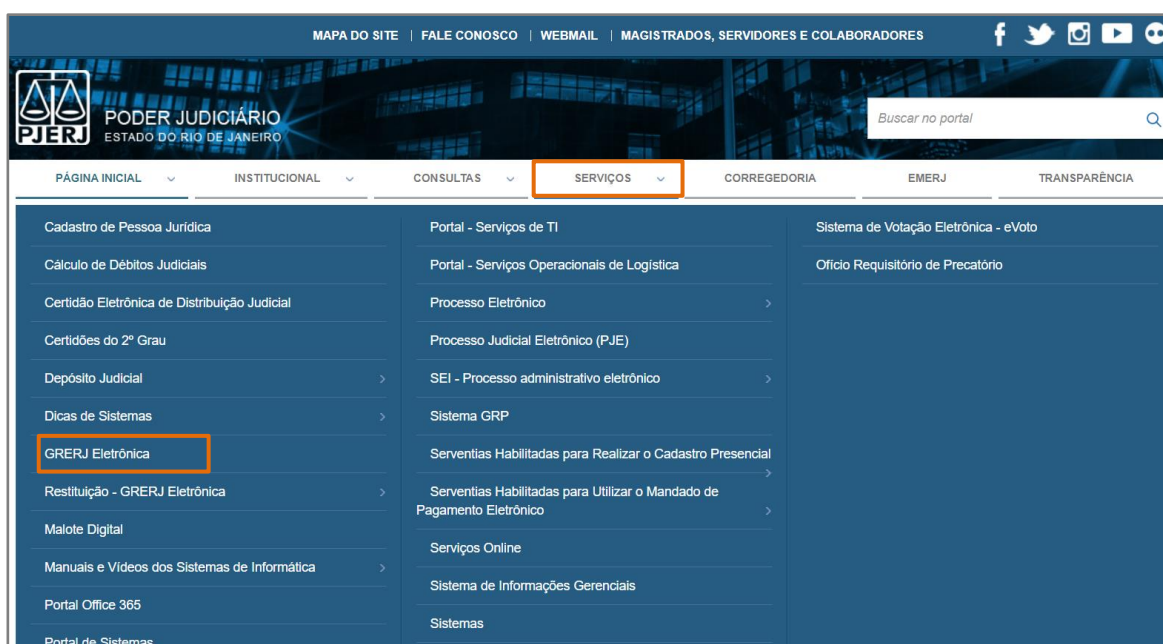 MAPA DO SITE | FALE CONOSCO | WEBMAIL | MAGISTRADOS, SERVIDORES E COLABORADORES
PJERJ
PODER JUDICIÁRIO
ESTADO DO RIO DE JANEIRO
Buscar no portal
PÁGINA INICIAL
INSTITUCIONAL
CONSULTAS
SERVIÇOS
CORREGEDORIA
EMERJ
TRANSPARÊNCIA
Cadastro de Pessoa Jurídica
Cálculo de Débitos Judiciais
Certidão Eletrônica de Distribuição Judicial
Certidões do 2º Grau
Depósito Judicial
Dicas de Sistemas
GRERJ Eletrônica
Restituição - GRERJ Eletrônica
Malote Digital
Manuais e Vídeos dos Sistemas de Informática
Portal Office 365
Portal de Sistemas
Portal - Serviços de TI
Portal - Serviços Operacionais de Logística
Processo Eletrônico
Processo Judicial Eletrônico (PJE)
SEI - Processo administrativo eletrônico
Sistema GRP
Serventias Habilitadas para Realizar o Cadastro Presencial
Serventias Habilitadas para Utilizar o Mandado de
Pagamento Eletrônico
Serviços Online
Sistema de Informações Gerenciais
Sistemas
Sistema de Votação Eletrônica - eVoto
Ofício Requisitório de Precatório